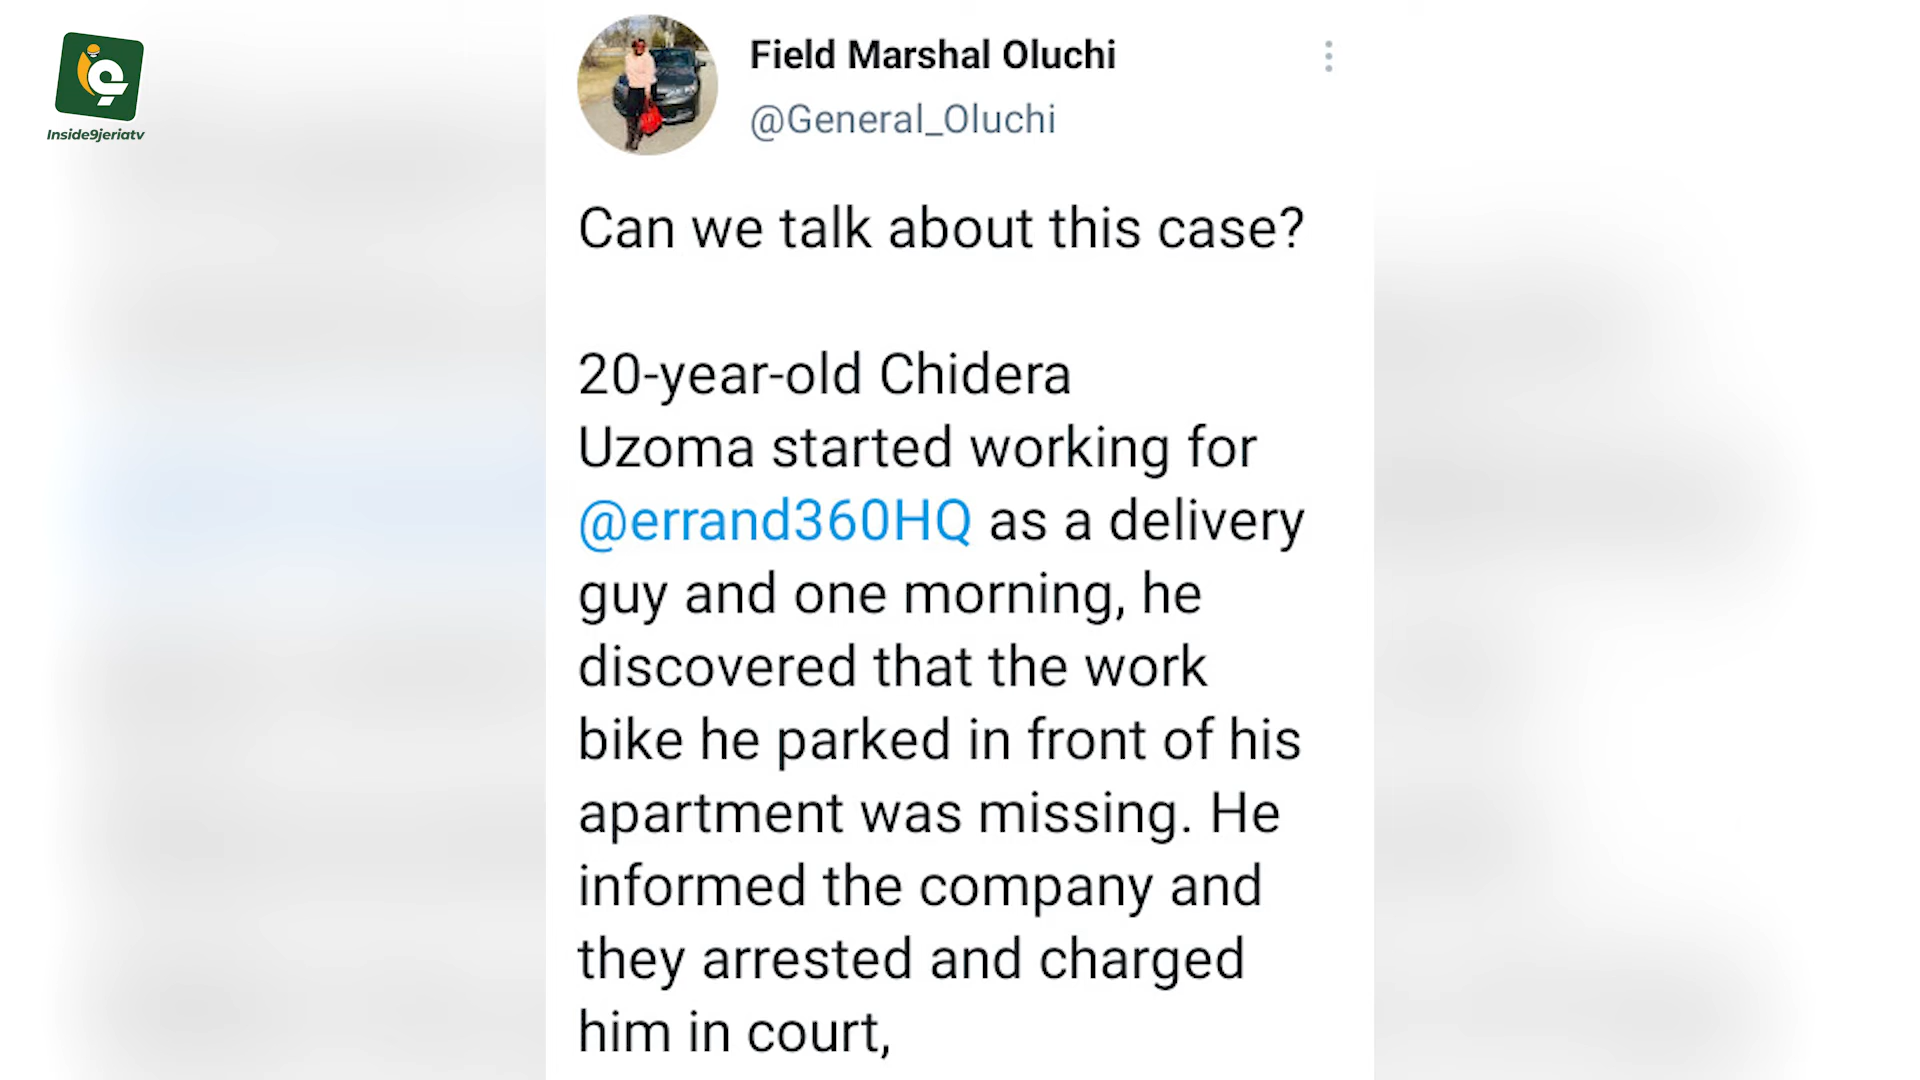 Inside9jeriatv
Field Marshal Oluchi
@General_Oluchi
Can we talk about this case?
20-year-old Chidera
Uzoma started working for
@errand360HQ as a delivery
guy and one morning, he
discovered that the work
bike he parked in front of his
apartment was missing. He
informed the company and
they arrested and charged
him in court,